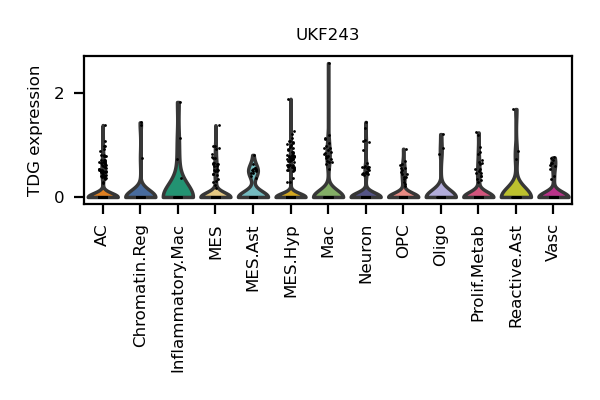 UKF243
TDG expression
2
0
AC
Chromatin.Reg
Inflammatory.Mac
MES
MES.Ast
MES.Hyp
Mac
Neuron
OPC
Oligo
Prolif.Metab
Reactive.Ast
Vasc